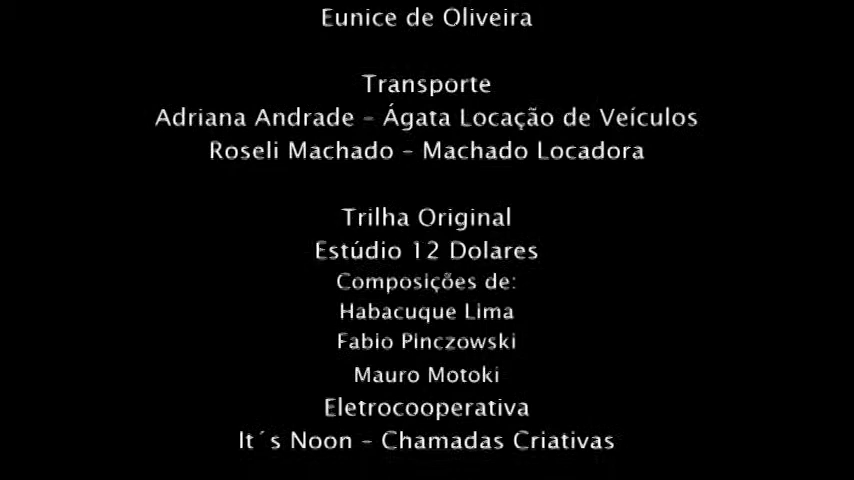 Eunice de Oliveira
Transporte
Adriana Andrade - Ágata Locação de Veículos
Roseli Machado - Machado Locadora
Trilha Original
Estúdio 12 Dolares
Composições de:
Habacuque Lima
Fabio Pinczowski
Mauro Motoki
Eletrocooperativa
It´s Noon - Chamadas Criativas